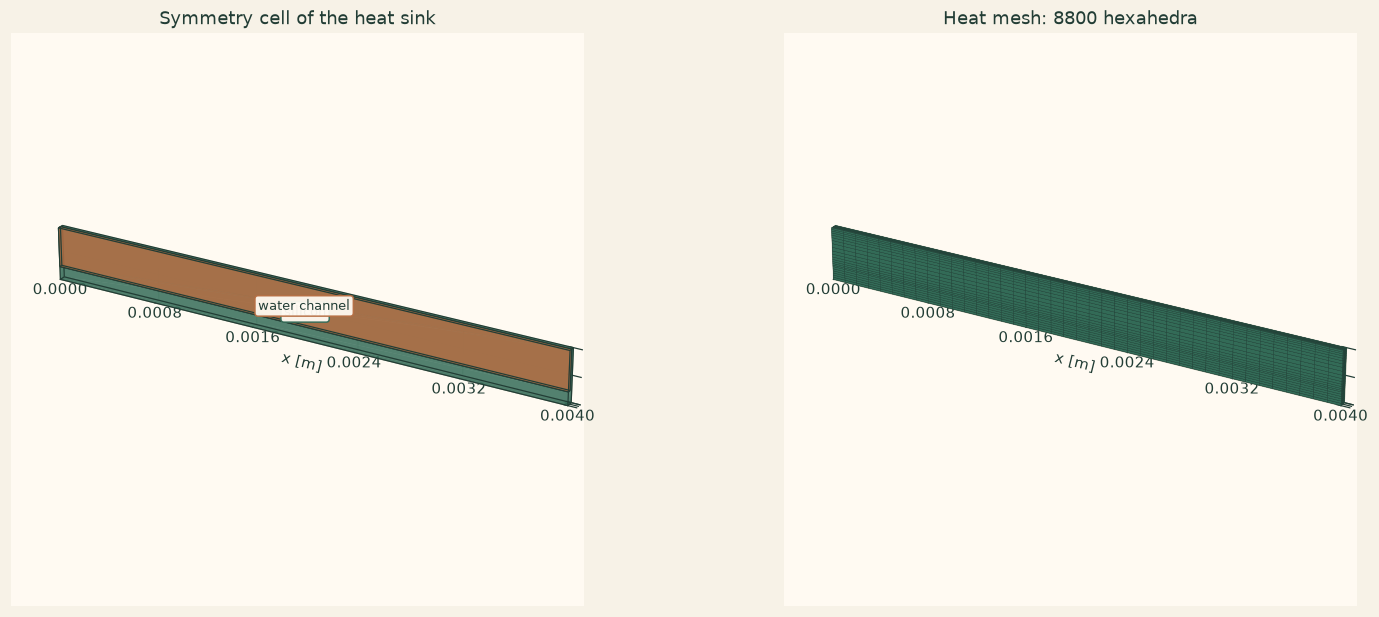 Symmetry cell of the heat sink
water channel
0.0000
0.0008
0.0016
0.0024
0.0032
0.0040
x [m]
Heat mesh: 8800 hexahedra
0.0000
0.0008
0.0016
0.0024
0.0032
0.0040
x [m]